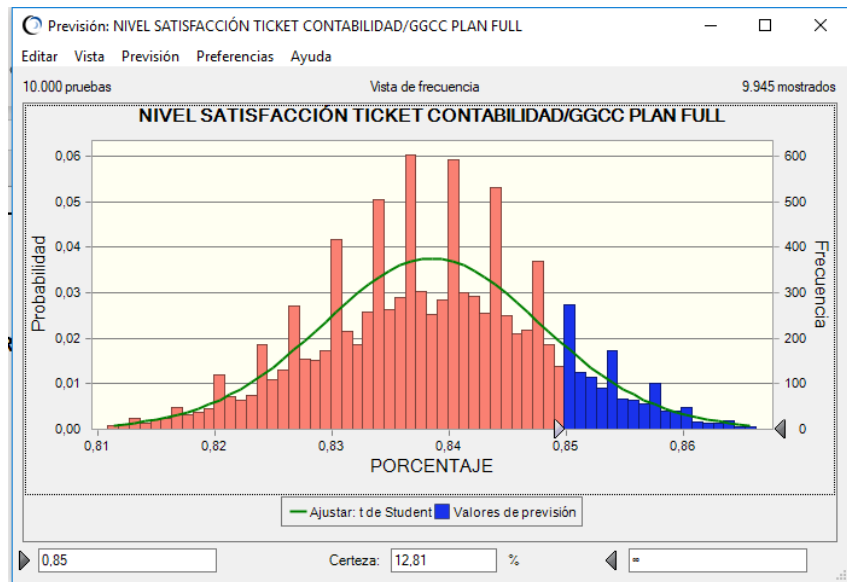 Previsión: NIVEL SATISFACCIÓN TICKET CONTABILIDAD/GGCC PLAN FULL
Editar Vista Previsión Preferencias Ayuda
10.000 pruebas Vista de frecuencia 9.945 mostrados
NIVEL SATISFACCIÓN TICKET CONTABILIDAD/GGCC PLAN FULL
0,06 600
0,05 500
0,04 400
0,03 300
0,02 200
0,01 100
0,00 0
Probabilidad
Frecuencia
0,81 0,82 0,83 0,84 0,85 0,86
PORCENTAJE
Ajustar: t de Student Valores de previsión
0,85 Certeza: 12,81 % ∞